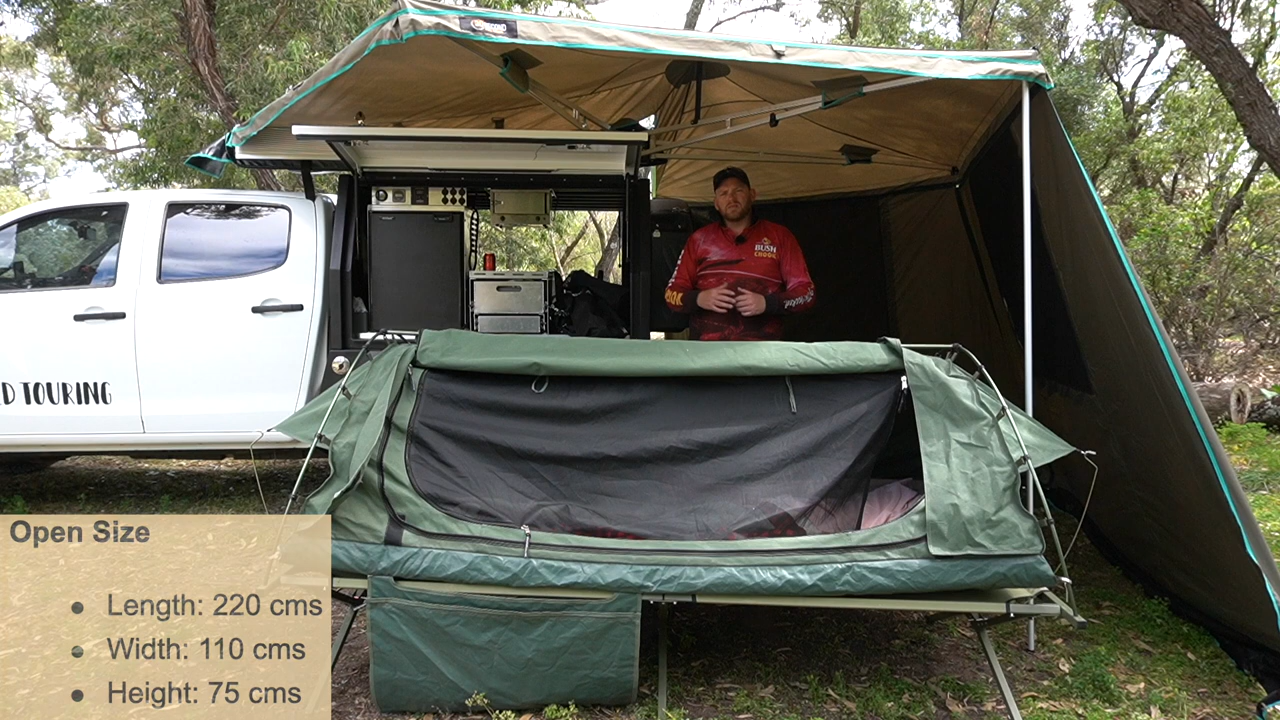 BUSH
CHOOK
D TOURING
Open Size
• Length: 220 cms
• Width: 110 cms
• Height: 75 cms